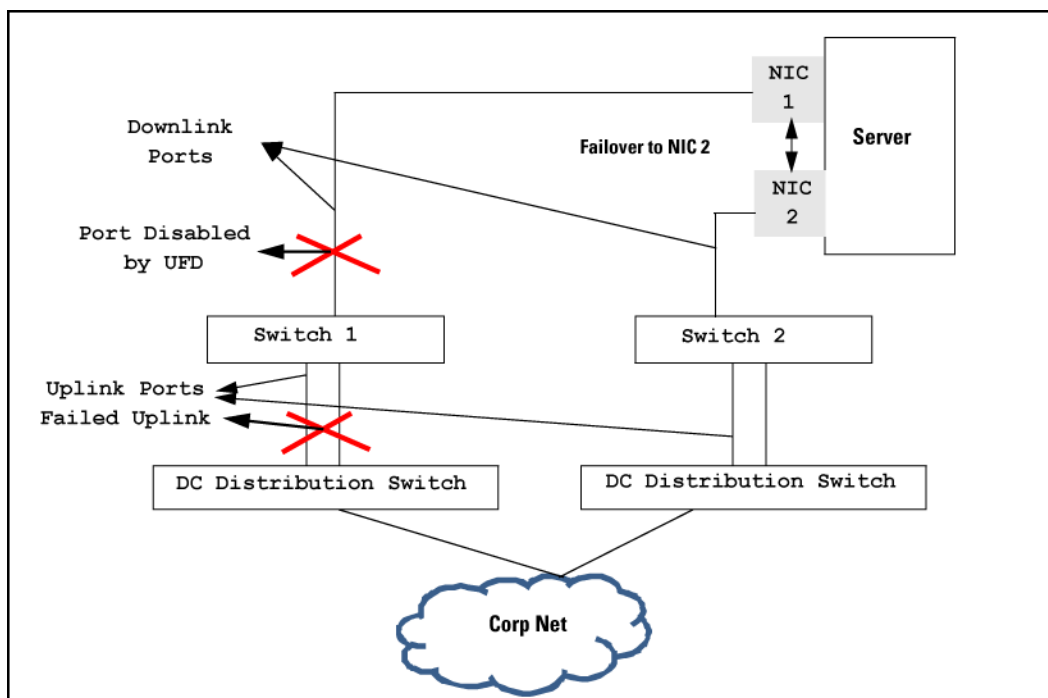 NIC
1
Server
Downlink
Ports
Failover to NIC 2
NIC
2
Port Disabled
by UFD
Switch 1
Switch 2
Uplink Ports
Failed Uplink
DC Distribution Switch
DC Distribution Switch
Corp Net